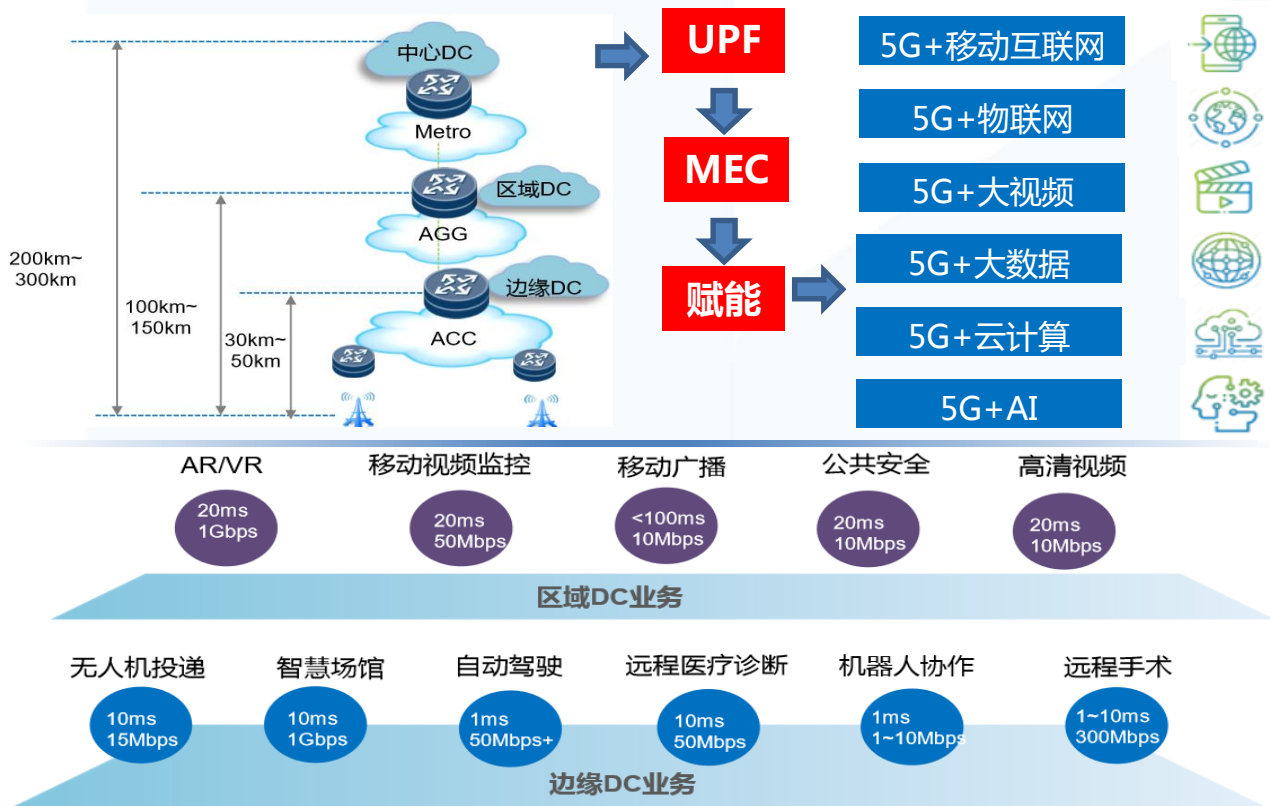 中心DC
Metro
区域DC
AGG
边缘DC
ACC
200km~
300km
100km~
150km
30km~
50km
UPF
MEC
赋能
5G+移动互联网
5G+物联网
5G+大视频
5G+大数据
5G+云计算
5G+AI
AR/VR
20ms
1Gbps
移动视频监控
20ms
50Mbps
移动广播
<100ms
10Mbps
公共安全
20ms
10Mbps
高清视频
20ms
10Mbps
区域DC业务
无人机投递
10ms
15Mbps
智慧场馆
10ms
1Gbps
自动驾驶
1ms
50Mbps+
远程医疗诊断
10ms
50Mbps
机器人协作
1ms
1~10Mbps
远程手术
1~10ms
300Mbps
边缘DC业务